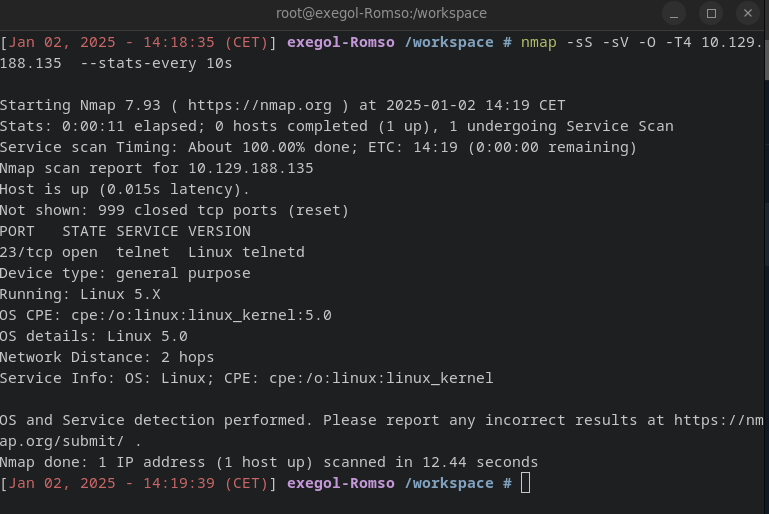 root@exegol-Romso:/workspace
[Jan 02, 2025 - 14:18:35 (CET)] exegol-Romso /workspace # nmap -sS -sV -O -T4 10.129.
188.135  --stats-every 10s
Starting Nmap 7.93 ( https://nmap.org ) at 2025-01-02 14:19 CET
Stats: 0:00:11 elapsed; 0 hosts completed (1 up), 1 undergoing Service Scan
Service scan Timing: About 100.00% done; ETC: 14:19 (0:00:00 remaining)
Nmap scan report for 10.129.188.135
Host is up (0.015s latency).
Not shown: 999 closed tcp ports (reset)
PORT   STATE SERVICE VERSION
23/tcp open  telnet  Linux telnetd
Device type: general purpose
Running: Linux 5.X
OS CPE: cpe:/o:linux:linux_kernel:5.0
OS details: Linux 5.0
Network Distance: 2 hops
Service Info: OS: Linux; CPE: cpe:/o:linux:linux_kernel
OS and Service detection performed. Please report any incorrect results at https://nm
ap.org/submit/ .
Nmap done: 1 IP address (1 host up) scanned in 12.44 seconds
[Jan 02, 2025 - 14:19:39 (CET)] exegol-Romso /workspace #